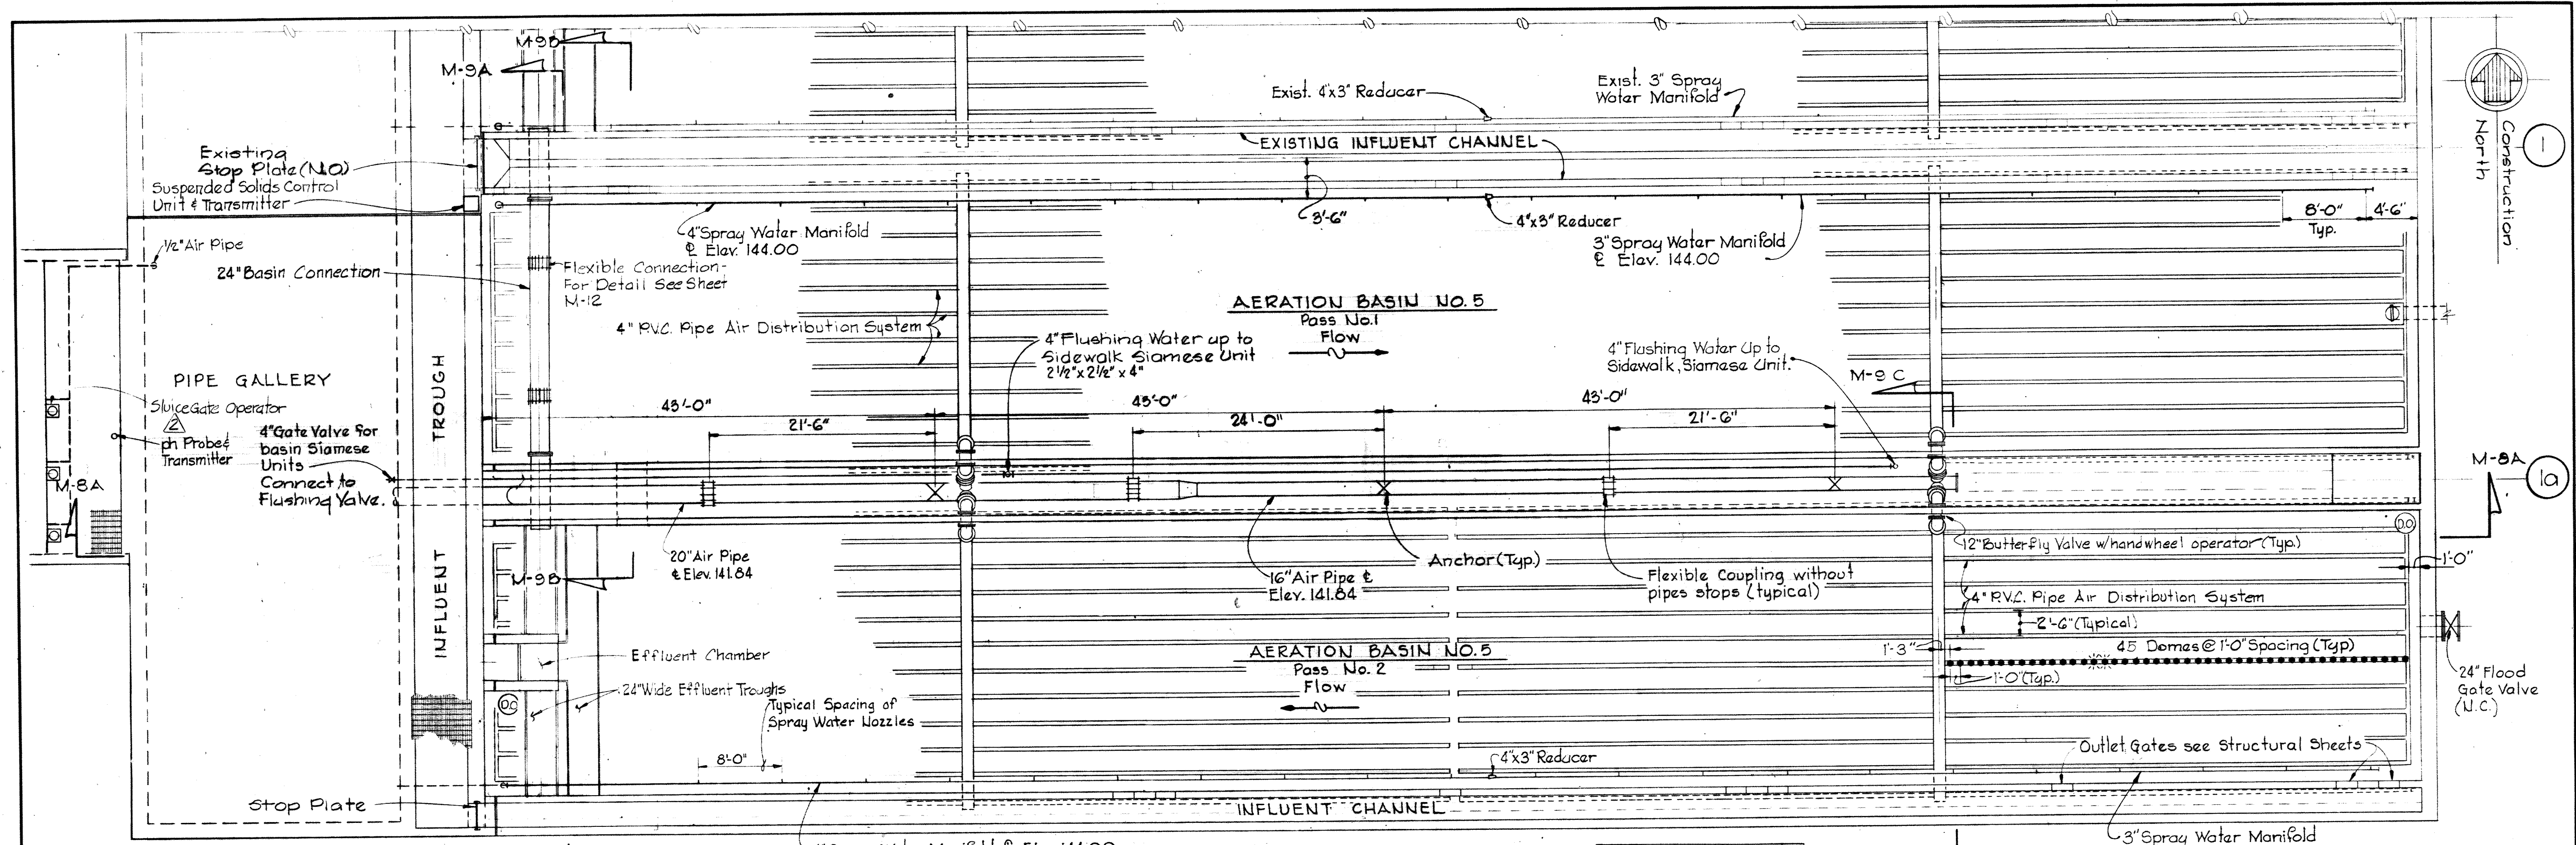 M-9B
M-9A
Exist. 4"x3" Reducer
Exist. 3" Spray
Water Manifold
Construction
North
1
EXISTING INFLUENT CHANNEL
Existing
Stop Plate (N.O.)
Suspended Solids Control
Unit & Transmitter
3'-6"
4"x3" Reducer
8'-0"
Typ.
4'-6"
4"Spray Water Manifold
℄ Elev. 144.00
3"Spray Water Manifold
℄ Elev. 144.00
1/2"Air Pipe
24"Basin Connection
Flexible Connection-
For Detail See Sheet
M-12
AERATION BASIN NO. 5
Pass No.1
Flow
4" P.V.C. Pipe Air Distribution System
4"Flushing Water up to
Sidewalk Siamese Unit
2 1/2"x 2 1/2" x 4"
4"Flushing Water Up to
Sidewalk, Siamese Unit.
M-9 C
PIPE GALLERY
INFLUENT TROUGH
Sluice Gate Operator
2
ph Probe &
Transmitter
4"Gate Valve for
basin Siamese
Units
Connect to
Flushing Valve.
43'-0"
43'-0"
43'-0"
21'-6"
24'-0"
21'-6"
M-8A
M-8A
1a
20"Air Pipe
℄ Elev. 141.84
M-9B
16"Air Pipe ℄
Elev. 141.84
Anchor (Typ.)
Flexible Coupling without
pipes stops (typical)
D.O
12"Butterfly Valve w/handwheel operator (Typ.)
1'-0"
4" P.V.C. Pipe Air Distribution System
2'-6"(Typical)
Effluent Chamber
AERATION BASIN NO. 5
Pass No. 2
Flow
1'-3"
45 Domes @ 1'-0" Spacing (Typ)
1'-0"(Typ.)
24" Flood
Gate Valve
(N.C.)
24"Wide Effluent Troughs
D.O
Typical Spacing of
Spray Water Nozzles
8'-0"
4"x3"Reducer
Outlet Gates see Structural Sheets
Stop Plate
INFLUENT CHANNEL
3"Spray Water Manifold